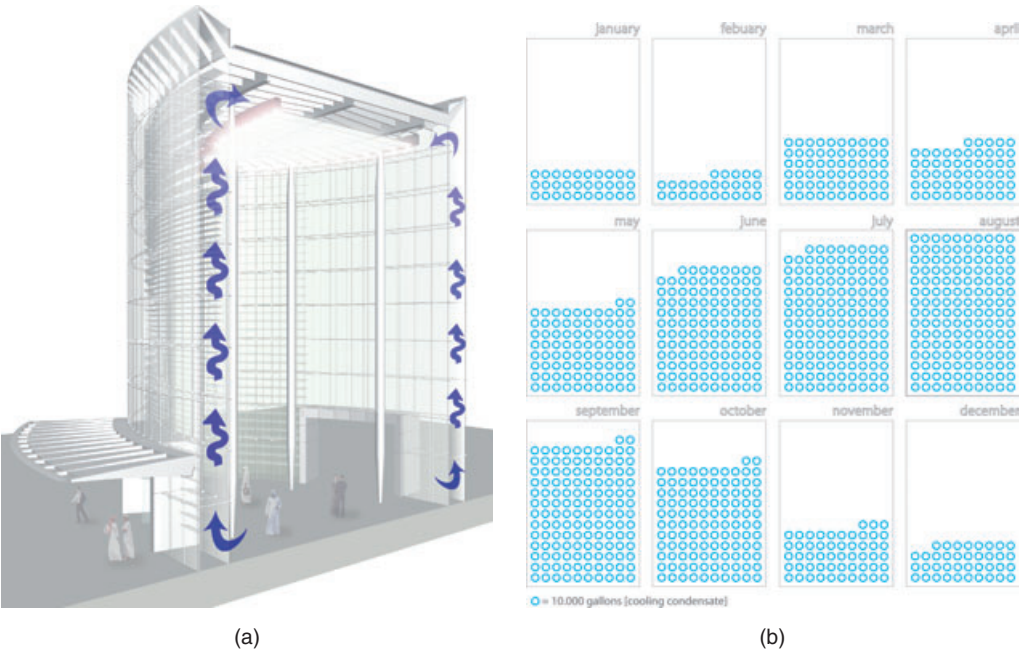 january febuary march april
may june july august
september october november december
= 10.000 gallons [cooling condensate]
(a) (b)